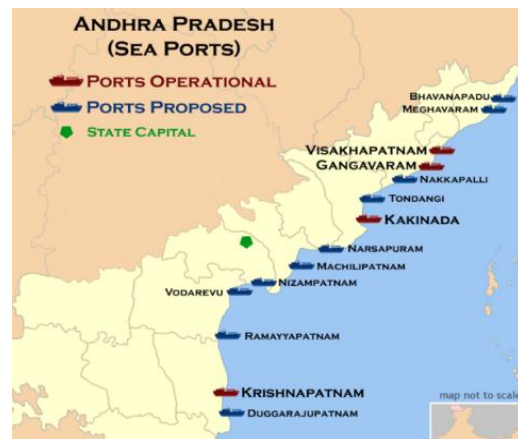 Andhra Pradesh
(Sea Ports)
Ports Operational
Ports Proposed
State Capital
Bhavanapadu
Meghavaram
Visakhapatnam
Gangavaram
Nakkapalli
Tondangi
Kakinada
Narsapuram
Machilipatnam
Nizampatnam
Vodarevu
Ramayyapatnam
Krishnapatnam
map not to scale
Duggarajupatnam